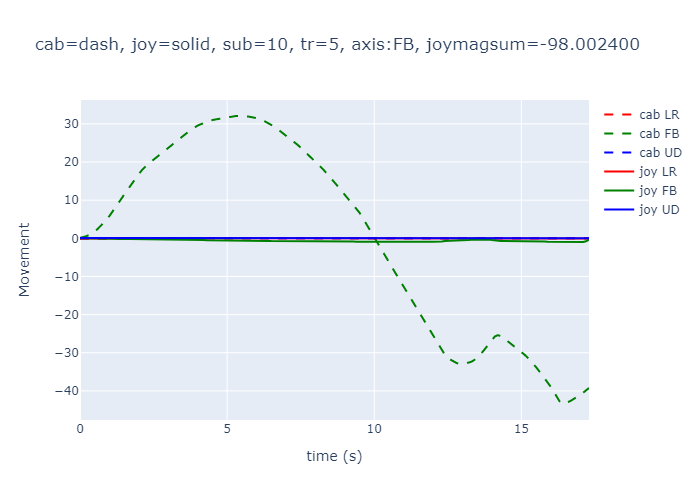 cab=dash, joy=solid, sub=10, tr=5, axis:FB, joymagsum=-98.002400
cab LR
cab FB
cab UD
joy LR
joy FB
joy UD
Movement
30
20
10
0
−10
−20
−30
−40
0
5
10
15
time (s)